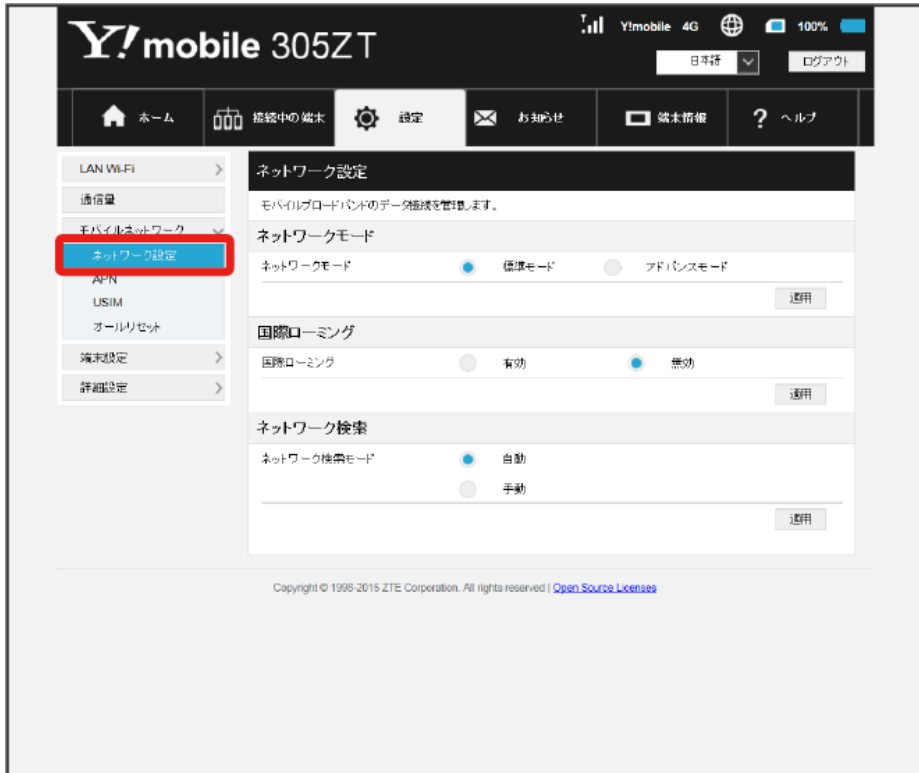 Y! mobile 305ZT
Y!mobile 4G 100%
日本語 ログアウト
ホーム 接続中の端末 設定 お知らせ 端末情報 ? ヘルプ
LAN Wi-Fi
通信量
モバイルネットワーク
ネットワーク設定
APN
USIM
オールリセット
端末設定
詳細設定
ネットワーク設定
モバイルブロードバンドのデータ接続を管理します。
ネットワークモード
ネットワークモード 標準モード アドバンスモード
適用
国際ローミング
国際ローミング 有効 無効
適用
ネットワーク検索
ネットワーク検索モード 自動
手動
適用
Copyright © 1998-2015 ZTE Corporation. All rights reserved | Open Source Licenses